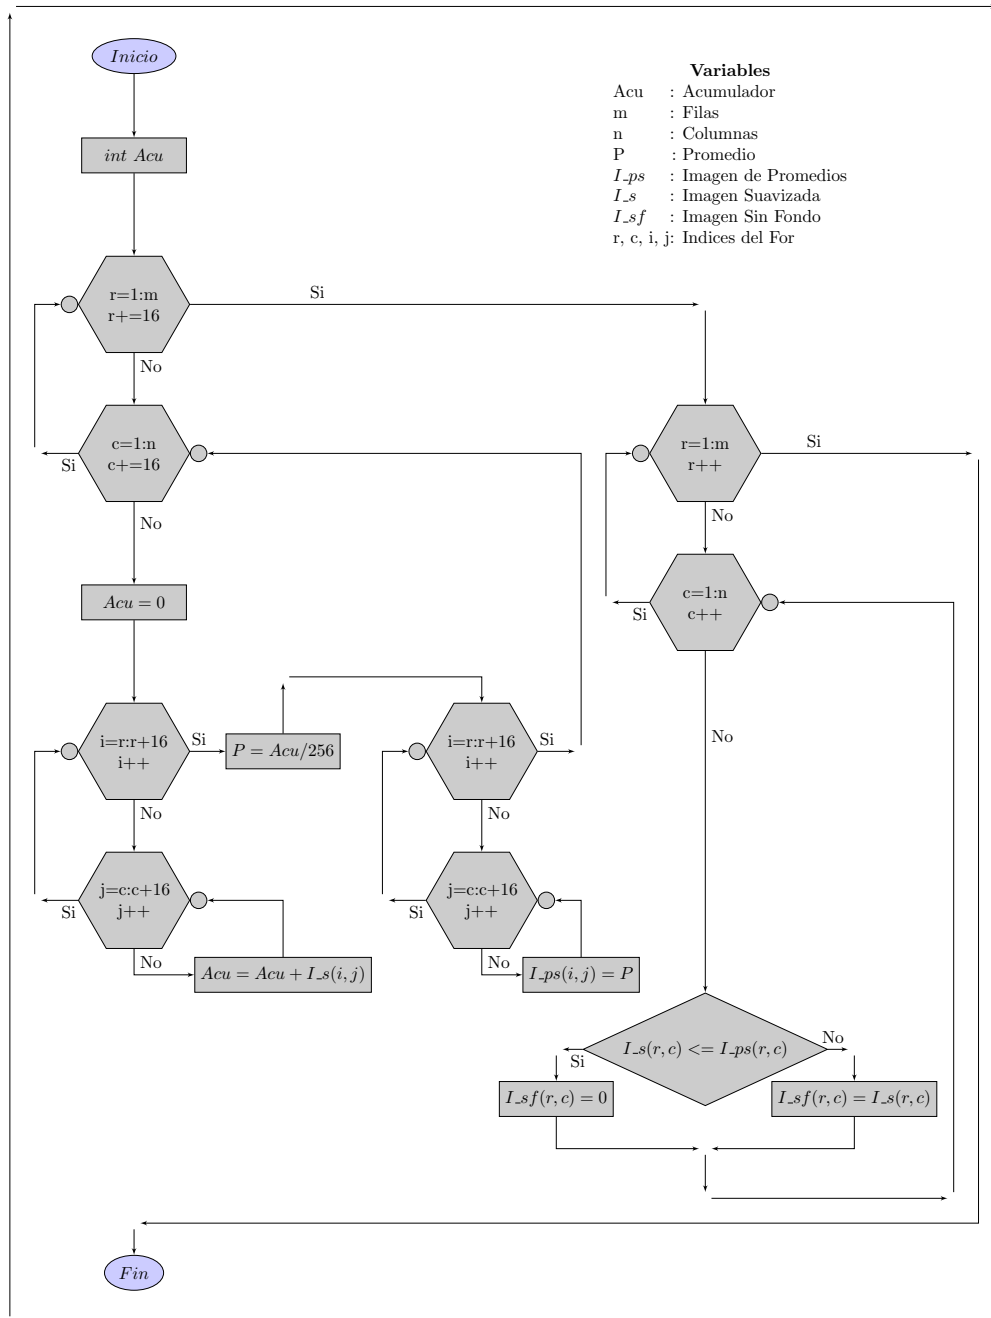 Inicio
int Acu
Variables
Acu : Acumulador
m : Filas
n : Columnas
P : Promedio
I_ps : Imagen de Promedios
I_s : Imagen Suavizada
I_sf : Imagen Sin Fondo
r, c, i, j: Indices del For
r=1:m
r+=16
Si
No
c=1:n
c+=16
Si
No
Acu = 0
i=r:r+16
i++
Si
No
P = Acu/256
j=c:c+16
j++
Si
No
Acu = Acu + I_s(i, j)
i=r:r+16
i++
Si
No
j=c:c+16
j++
Si
No
I_ps(i, j) = P
r=1:m
r++
Si
No
c=1:n
c++
Si
No
I_s(r, c) <= I_ps(r, c)
Si
No
I_sf(r, c) = 0
I_sf(r, c) = I_s(r, c)
Fin